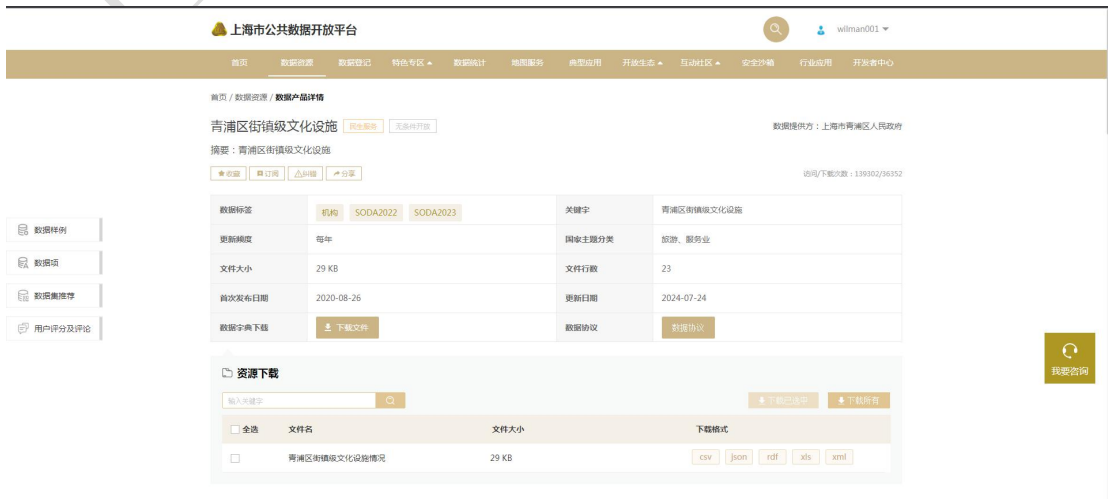 上海市公共数据开放平台
wilman001
首页 数据资源 数据登记 特色专区 数据统计 地图服务 典型应用 开放生态 互动社区 安全沙箱 行业应用 开发者中心
首页 / 数据资源 / 数据产品详情
青浦区街镇级文化设施 民生服务 无条件开放
数据提供方：上海市青浦区人民政府
摘要：青浦区街镇级文化设施
收藏 订阅 纠错 分享
访问/下载次数：139302/36352
数据标签 机构 SODA2022 SODA2023 关键字 青浦区街镇级文化设施
更新频度 每年 国家主题分类 旅游、服务业
文件大小 29 KB 文件行数 23
首次发布日期 2020-08-26 更新日期 2024-07-24
数据字典下载 下载文件 数据协议 数据协议
数据样例
数据项
数据集推荐
用户评分及评论
我要咨询
资源下载
输入关键字
下载已选中 下载所有
全选 文件名 文件大小 下载格式
青浦区街镇级文化设施情况 29 KB csv json rdf xls xml